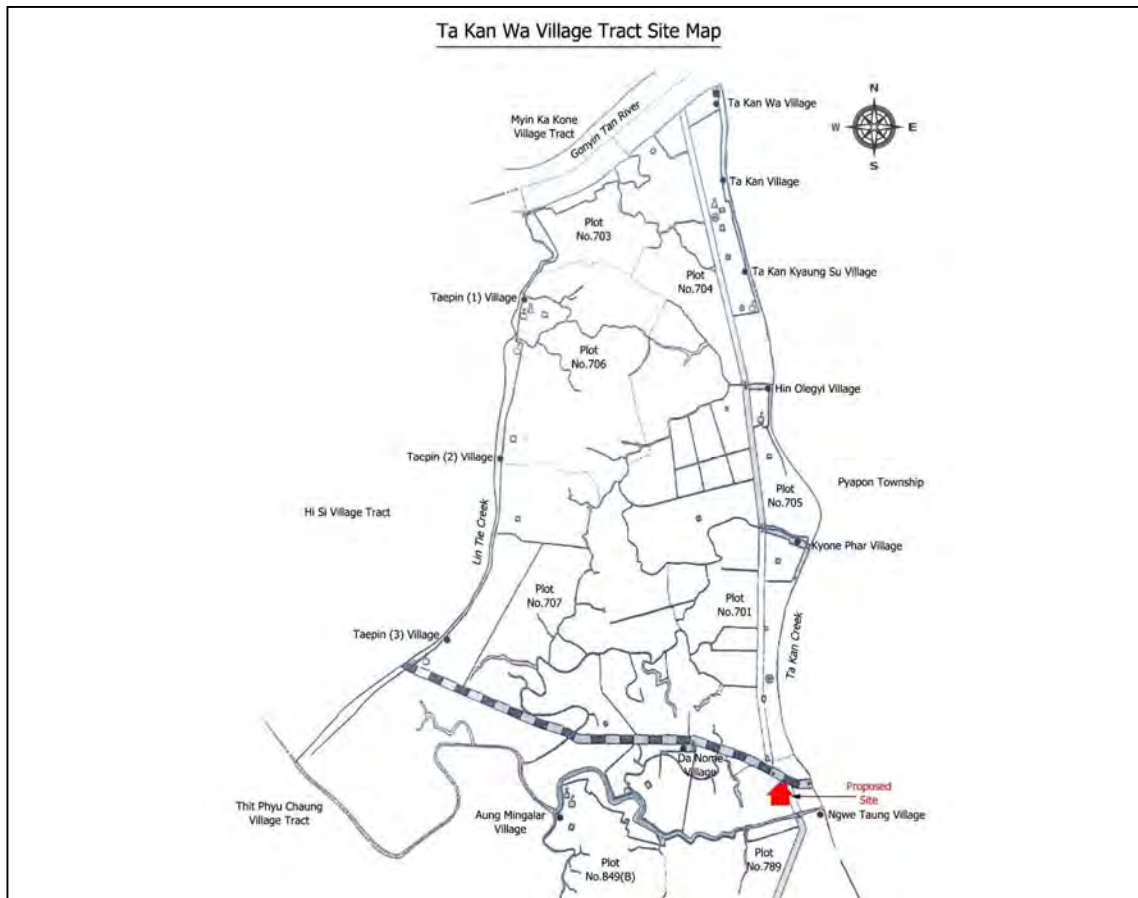 Ta Kan Wa Village Tract Site Map
Ta Kan Wa Village
N
W
E
S
Myin Ka Kone
Village Tract
Gonyin Tan River
Ta Kan Village
Plot
No.703
Ta Kan Kyaung Su Village
Plot
No.704
Taepin (1) Village
Plot
No.706
Hin Olegyi Village
Taepin (2) Village
Pyapon Township
Plot
No.705
Hi Si Village Tract
Lin Tie Creek
Kyone Phar Village
Plot
No.707
Plot
No.701
Ta Kan Creek
Taepin (3) Village
Da Nome
Village
Proposed
Site
Thit Phyu Chaung
Village Tract
Aung Mingalar
Village
Ngwe Taung Village
Plot
No.849(B)
Plot
No.789